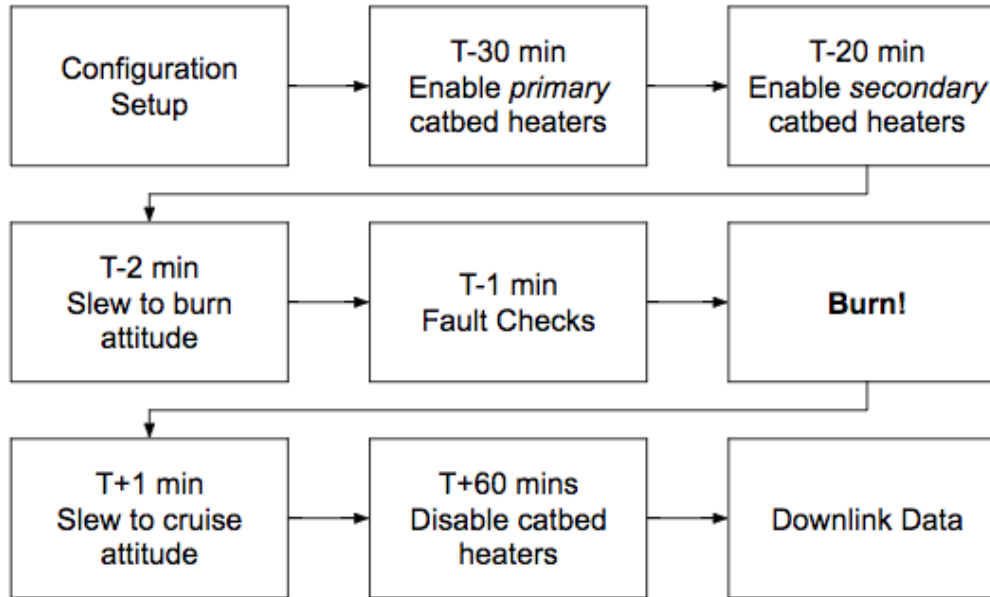 Configuration
Setup
T-30 min
Enable primary
catbed heaters
T-20 min
Enable secondary
catbed heaters
T-2 min
Slew to burn
attitude
T-1 min
Fault Checks
Burn!
T+1 min
Slew to cruise
attitude
T+60 mins
Disable catbed
heaters
Downlink Data